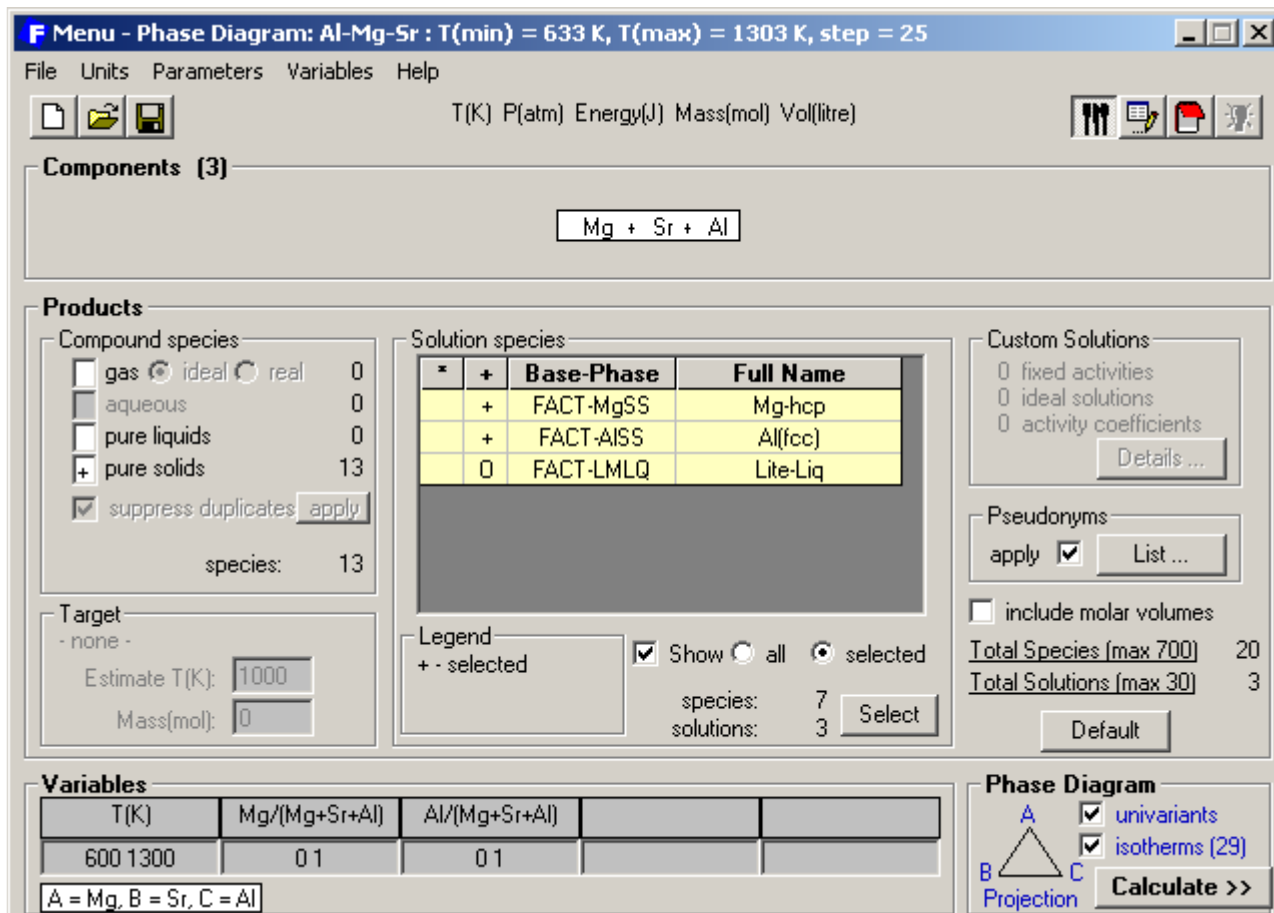 F Menu - Phase Diagram: Al-Mg-Sr : T(min) = 633 K, T(max) = 1303 K, step = 25
File Units Parameters Variables Help
T(K) P(atm) Energy(J) Mass(mol) Vol(litre)
Components (3)
Mg + Sr + Al
Products
Compound species
gas ideal real 0
aqueous 0
pure liquids 0
+ pure solids 13
suppress duplicates apply
species: 13
Target
- none -
Estimate T(K): 1000
Mass(mol): 0
Solution species
* + Base-Phase Full Name
+ FACT-MgSS Mg-hcp
+ FACT-AlSS Al(fcc)
O FACT-LMLQ Lite-Liq
Legend
+ - selected
Show all selected
species: 7
solutions: 3
Select
Custom Solutions
0 fixed activities
0 ideal solutions
0 activity coefficients
Details ...
Pseudonyms
apply List ...
include molar volumes
Total Species (max 700) 20
Total Solutions (max 30) 3
Default
Variables
T(K) Mg/(Mg+Sr+Al) Al/(Mg+Sr+Al)
600 1300 0 1 0 1
A = Mg, B = Sr, C = Al
Phase Diagram
A
B C
Projection
univariants
isotherms (29)
Calculate >>